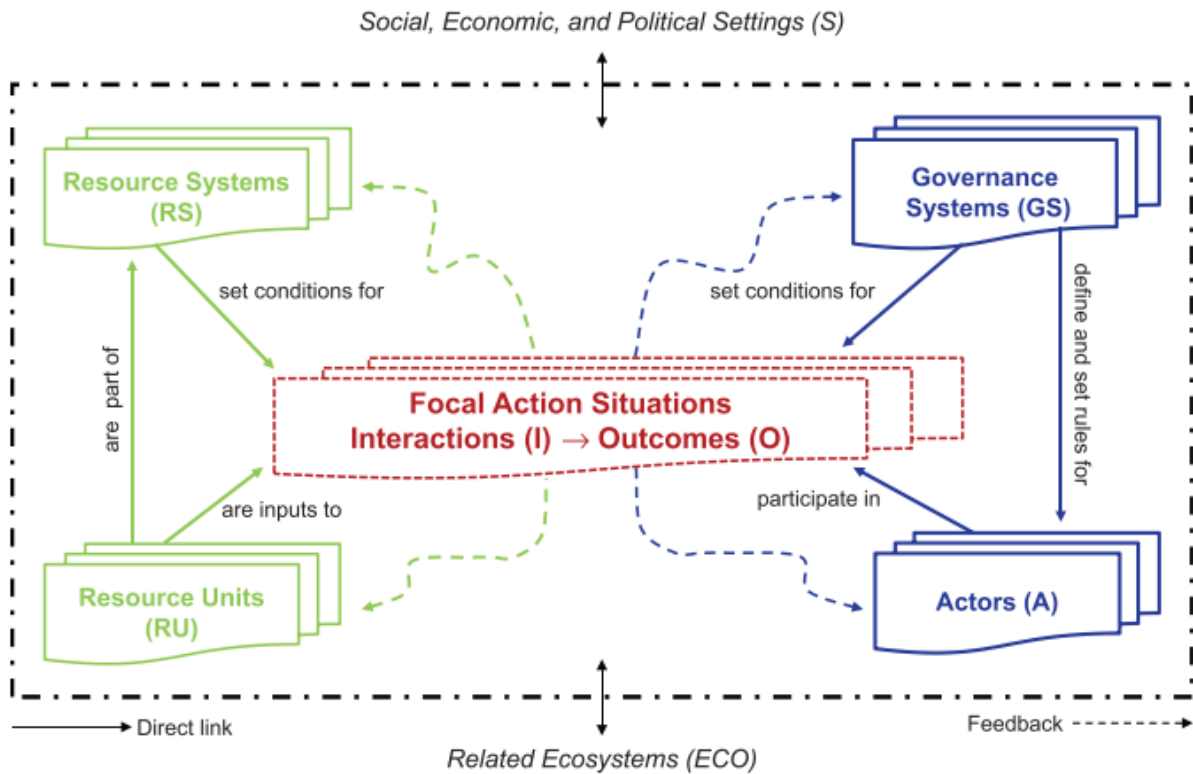 Social, Economic, and Political Settings (S)
Resource Systems
(RS)
Governance
Systems (GS)
set conditions for
set conditions for
are part of
define and set rules for
Focal Action Situations
Interactions (I) → Outcomes (O)
are inputs to
participate in
Resource Units
(RU)
Actors (A)
Direct link
Feedback
Related Ecosystems (ECO)